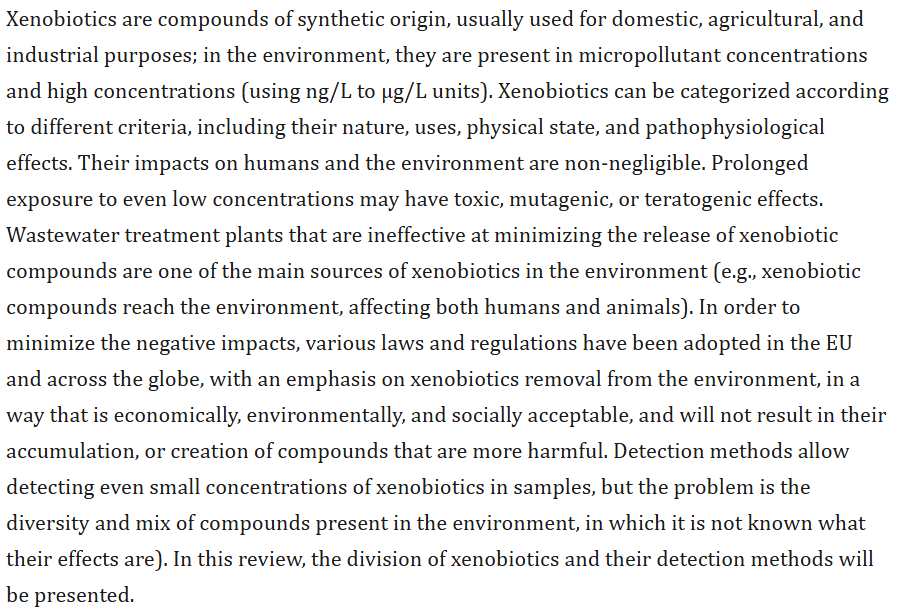 Xenobiotics are compounds of synthetic origin, usually used for domestic, agricultural, and
industrial purposes; in the environment, they are present in micropollutant concentrations
and high concentrations (using ng/L to μg/L units). Xenobiotics can be categorized according
to different criteria, including their nature, uses, physical state, and pathophysiological
effects. Their impacts on humans and the environment are non-negligible. Prolonged
exposure to even low concentrations may have toxic, mutagenic, or teratogenic effects.
Wastewater treatment plants that are ineffective at minimizing the release of xenobiotic
compounds are one of the main sources of xenobiotics in the environment (e.g., xenobiotic
compounds reach the environment, affecting both humans and animals). In order to
minimize the negative impacts, various laws and regulations have been adopted in the EU
and across the globe, with an emphasis on xenobiotics removal from the environment, in a
way that is economically, environmentally, and socially acceptable, and will not result in their
accumulation, or creation of compounds that are more harmful. Detection methods allow
detecting even small concentrations of xenobiotics in samples, but the problem is the
diversity and mix of compounds present in the environment, in which it is not known what
their effects are). In this review, the division of xenobiotics and their detection methods will
be presented.